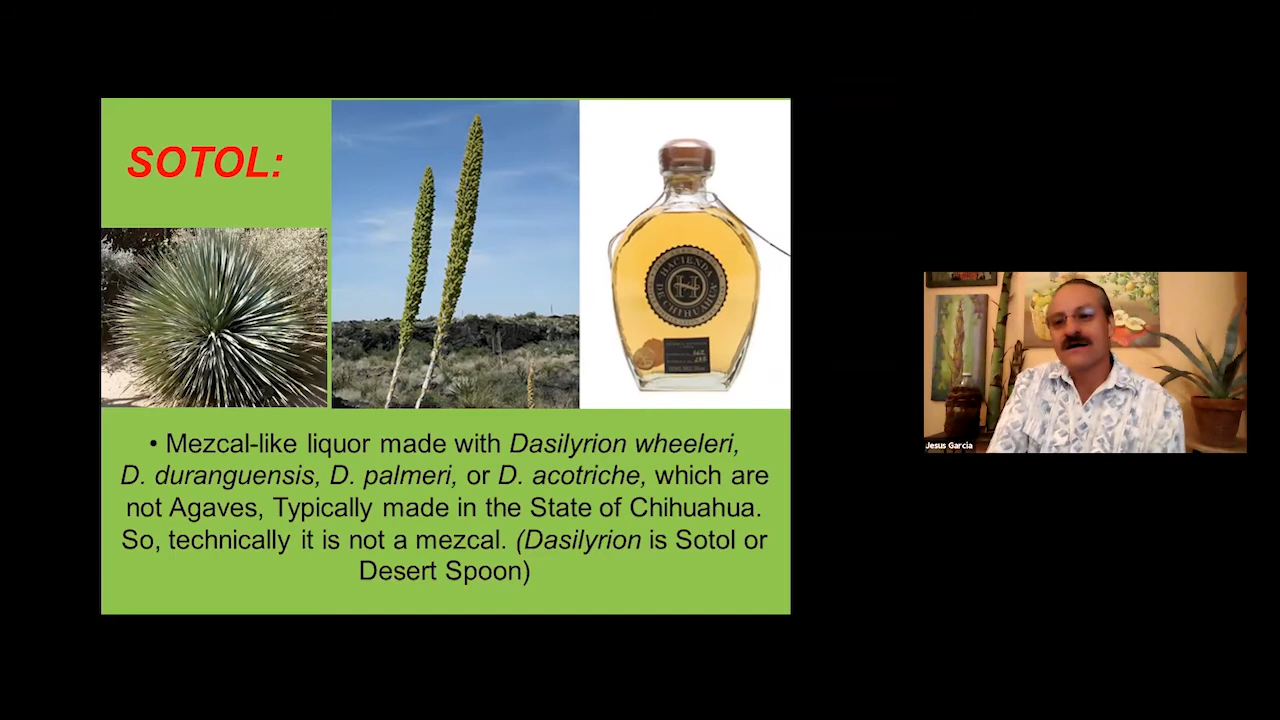 SOTOL:
HACIENDA
DE CHIHUAHUA
H
• Mezcal-like liquor made with Dasilyrion wheeleri,
D. duranguensis, D. palmeri, or D. acotriche, which are
not Agaves, Typically made in the State of Chihuahua.
So, technically it is not a mezcal. (Dasilyrion is Sotol or
Desert Spoon)
Jesus Garcia